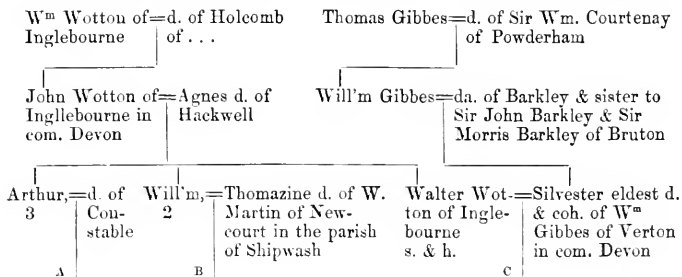 Wᵐ Wotton of=d. of Holcomb
Inglebourne of . . .
Thomas Gibbes=d. of Sir Wm. Courtenay
of Powderham
John Wotton of=Agnes d. of
Ingllebourne in Hackwell
com. Devon
Will'm Gibbes=da. of Barkley & sister to
Sir John Barkley & Sir
Morris Barkley of Bruton
Arthur,=d. of
3 Con-
stable
A
Will'm,=Thomazine d. of W.
2 Martin of New-
court in the parish
of Shipwash
B
Walter Wot-=Silvester eldest d.
ton of Ingle- & coh. of Wᵐ
bourne Gibbes of Verton
s. & h. in com. Devon
C